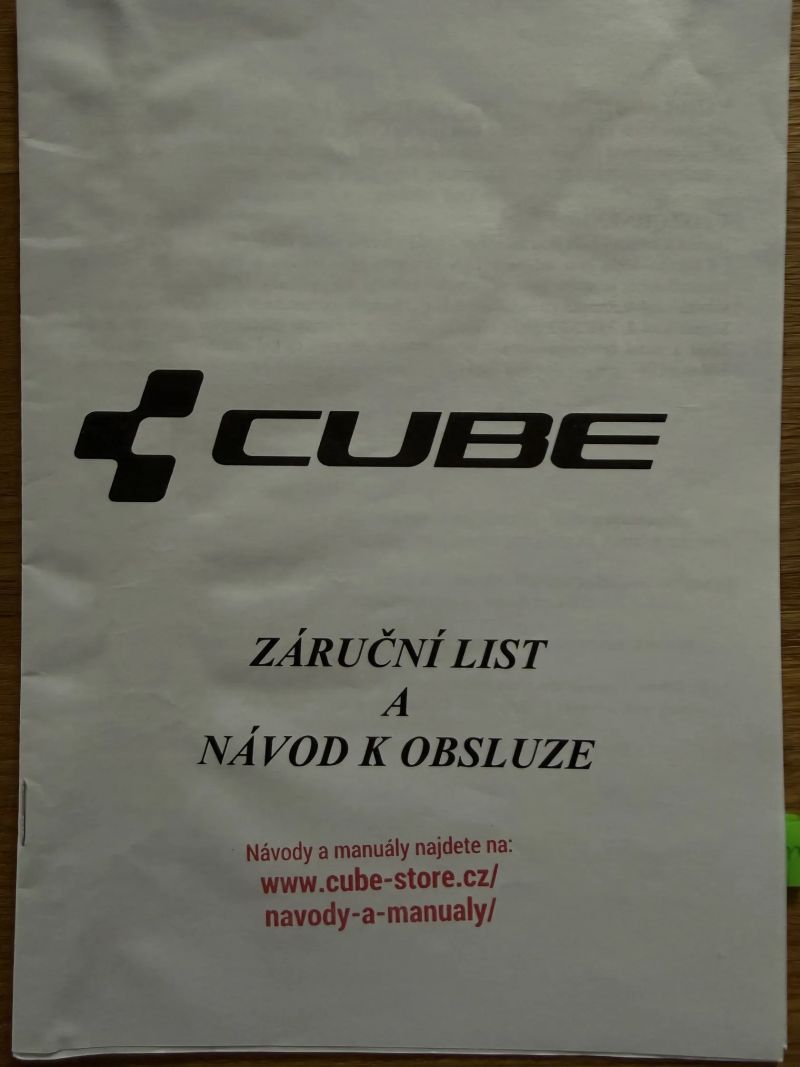 CUBE
ZÁRUČNÍ LIST
A
NÁVOD K OBSLUZE
Návody a manuály najdete na:
www.cube-store.cz/
navody-a-manualy/